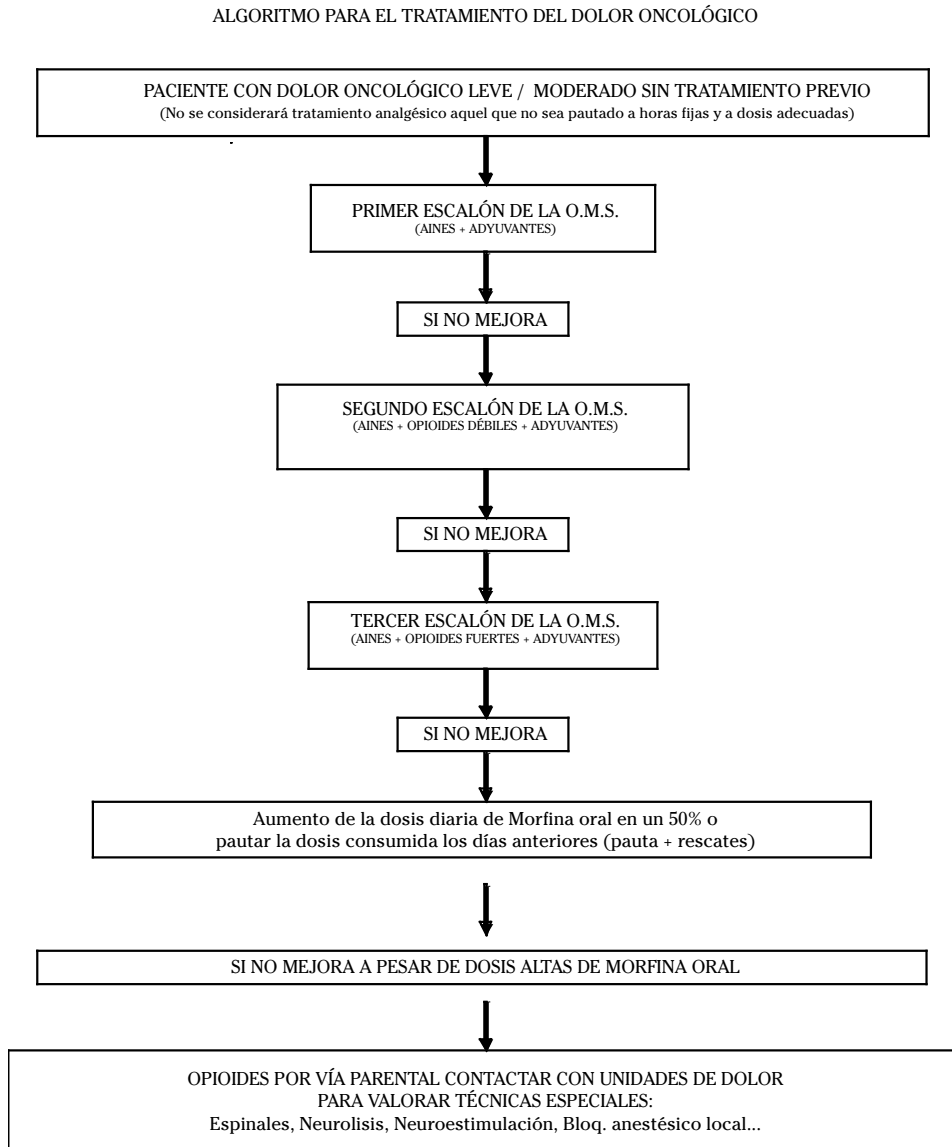 ALGORITMO PARA EL TRATAMIENTO DEL DOLOR ONCOLÓGICO
PACIENTE CON DOLOR ONCOLÓGICO LEVE / MODERADO SIN TRATAMIENTO PREVIO
(No se considerará tratamiento analgésico aquel que no sea pautado a horas fijas y a dosis adecuadas)
PRIMER ESCALÓN DE LA O.M.S.
(AINES + ADYUVANTES)
SI NO MEJORA
SEGUNDO ESCALÓN DE LA O.M.S.
(AINES + OPIOIDES DÉBILES + ADYUVANTES)
SI NO MEJORA
TERCER ESCALÓN DE LA O.M.S.
(AINES + OPIOIDES FUERTES + ADYUVANTES)
SI NO MEJORA
Aumento de la dosis diaria de Morfina oral en un 50% o
pautar la dosis consumida los días anteriores (pauta + rescates)
SI NO MEJORA A PESAR DE DOSIS ALTAS DE MORFINA ORAL
OPIOIDES POR VÍA PARENTAL CONTACTAR CON UNIDADES DE DOLOR
PARA VALORAR TÉCNICAS ESPECIALES:
Espinales, Neurolisis, Neuroestimulación, Bloq. anestésico local...